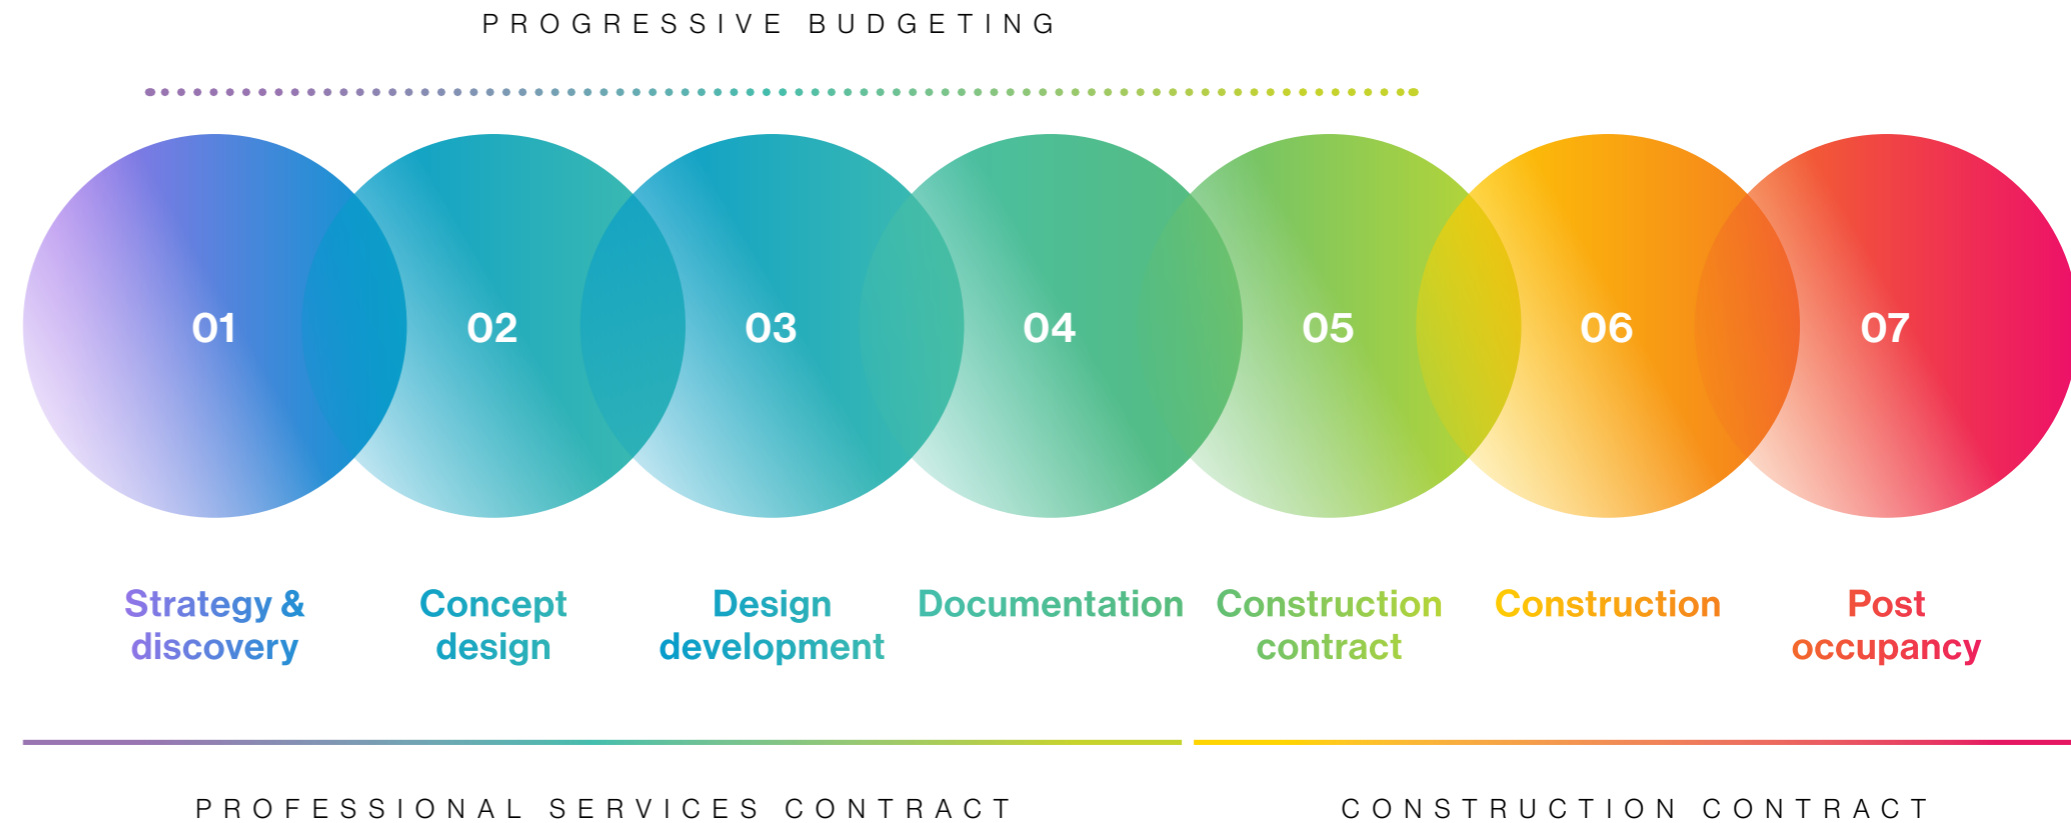 PROGRESSIVE BUDGETING
01
02
03
04
05
06
07
Strategy &
discovery
Concept
design
Design
development
Documentation
Construction
contract
Construction
Post
occupancy
PROFESSIONAL SERVICES CONTRACT
CONSTRUCTION CONTRACT